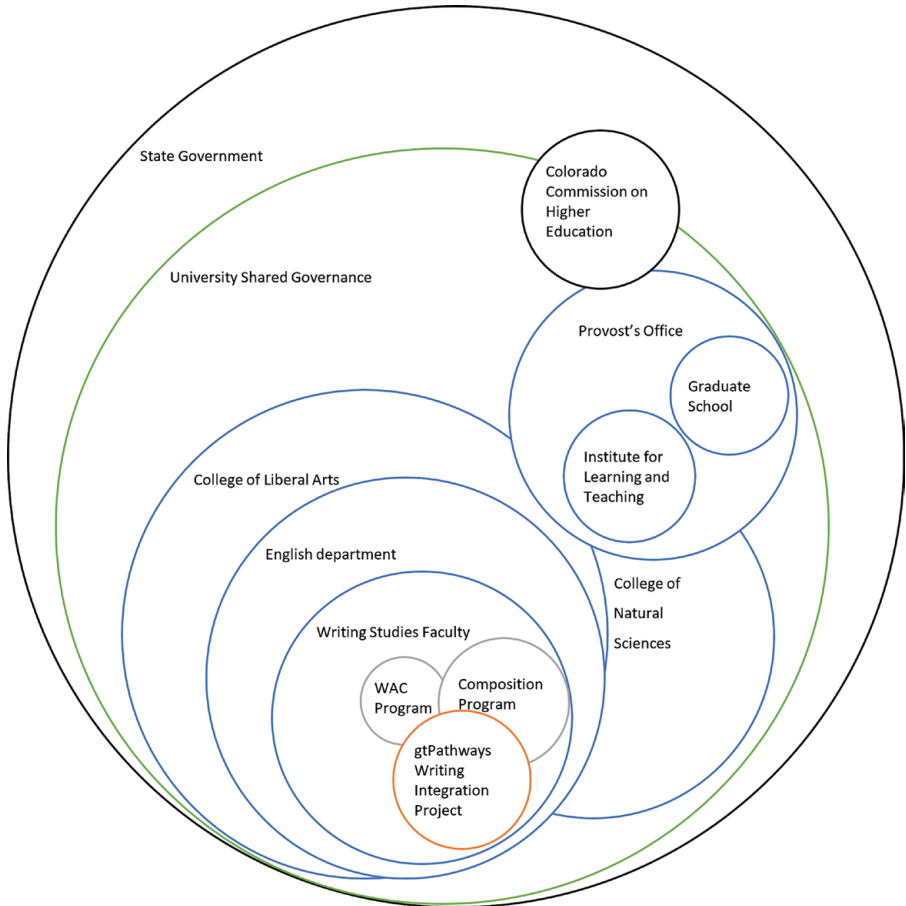 State Government
Colorado
Commission on
Higher
Education
University Shared Governance
Provost's Office
Graduate
School
Institute for
Learning and
Teaching
College of Liberal Arts
English department
College of
Natural
Sciences
Writing Studies Faculty
WAC
Program
Composition
Program
gtPathways
Writing
Integration
Project